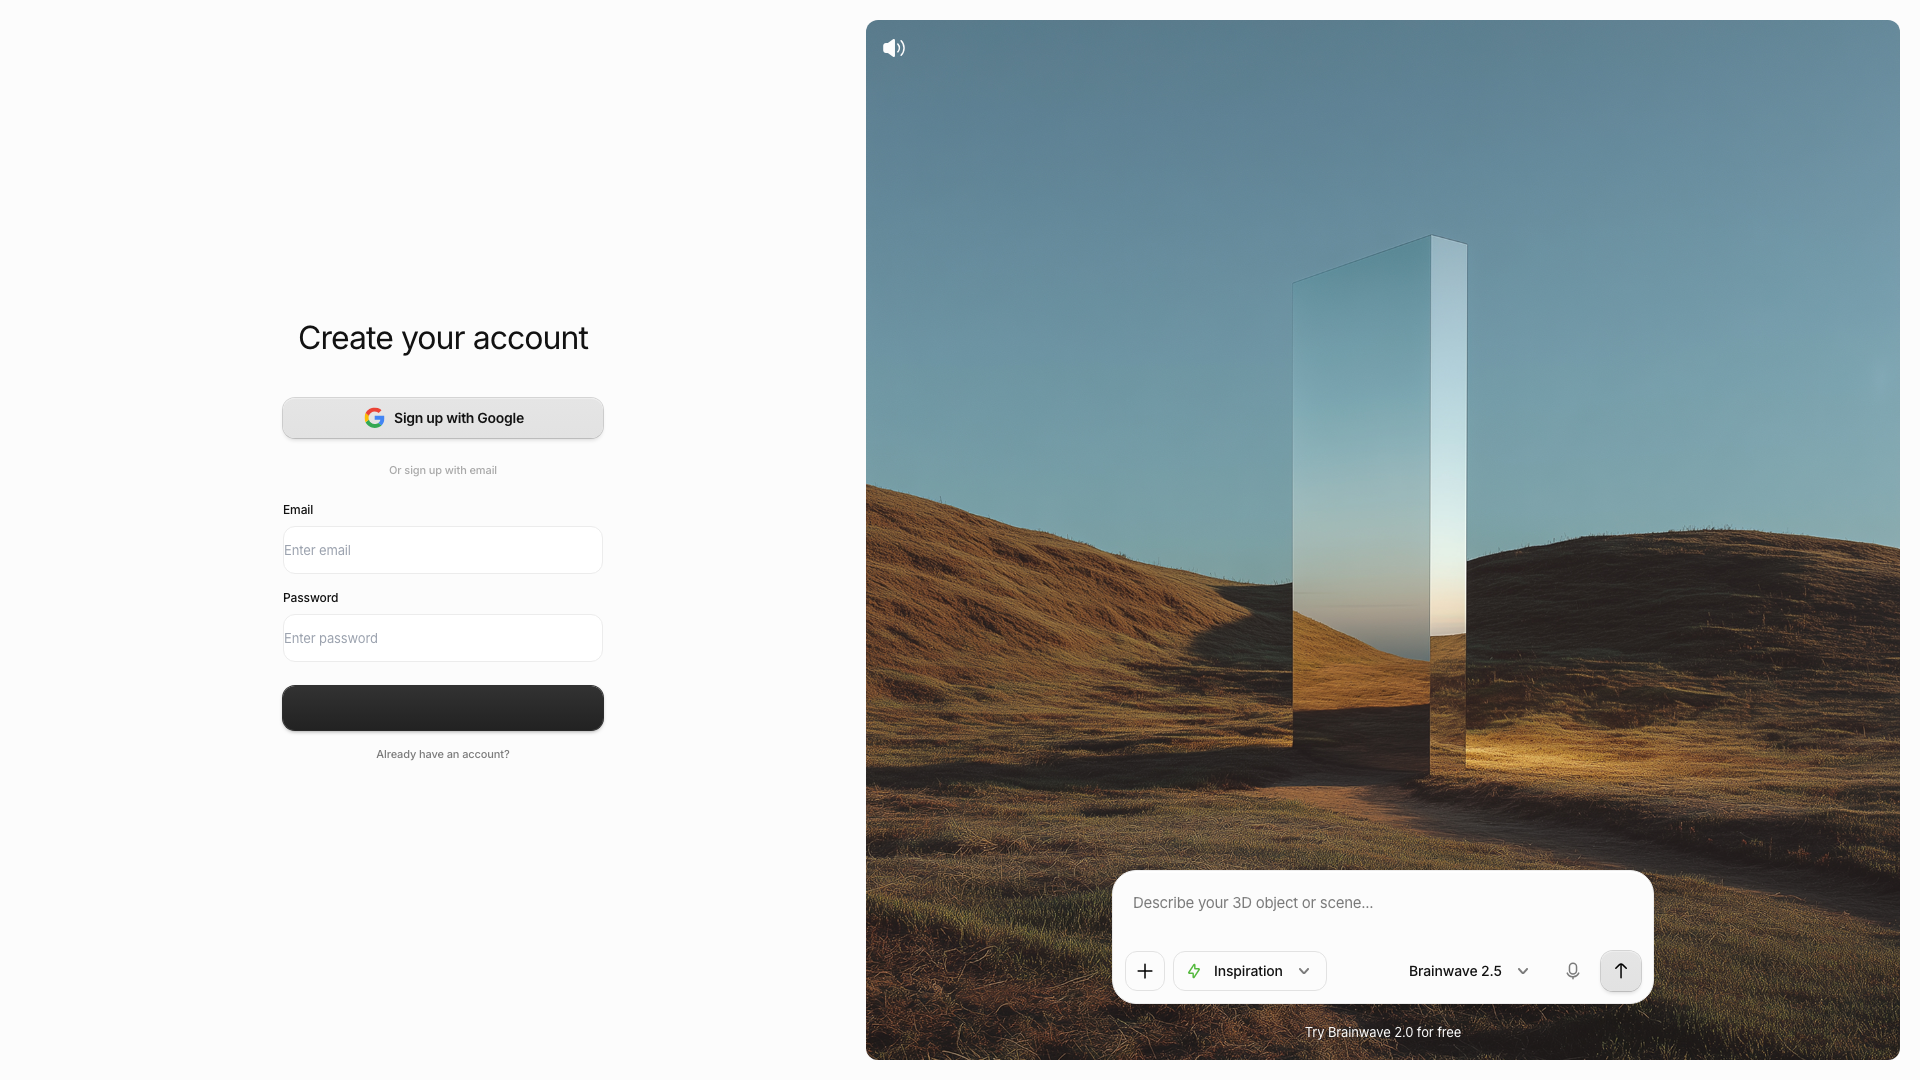 Create your account
Sign up with Google
Or sign up with email
Email
Enter email
Password
Enter password
Already have an account?
Describe your 3D object or scene...
Inspiration
Brainwave 2.5
Try Brainwave 2.0 for free